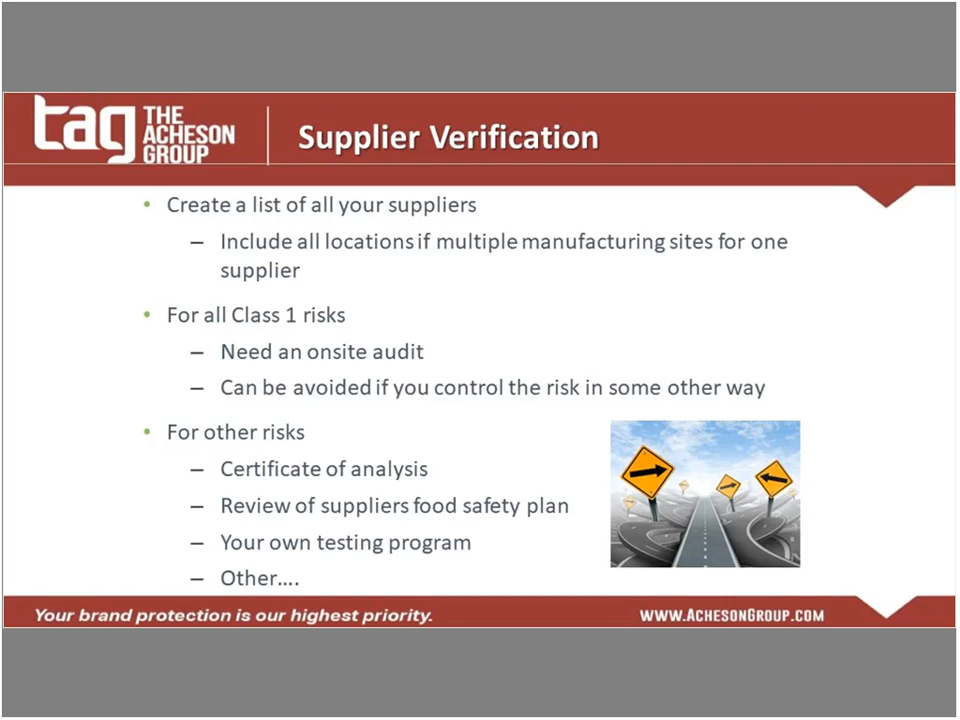 tag THE
ACHESON
GROUP
Supplier Verification
• Create a list of all your suppliers
– Include all locations if multiple manufacturing sites for one
supplier
• For all Class 1 risks
– Need an onsite audit
– Can be avoided if you control the risk in some other way
• For other risks
– Certificate of analysis
– Review of suppliers food safety plan
– Your own testing program
– Other....
Your brand protection is our highest priority.
WWW.ACHESONGROUP.COM